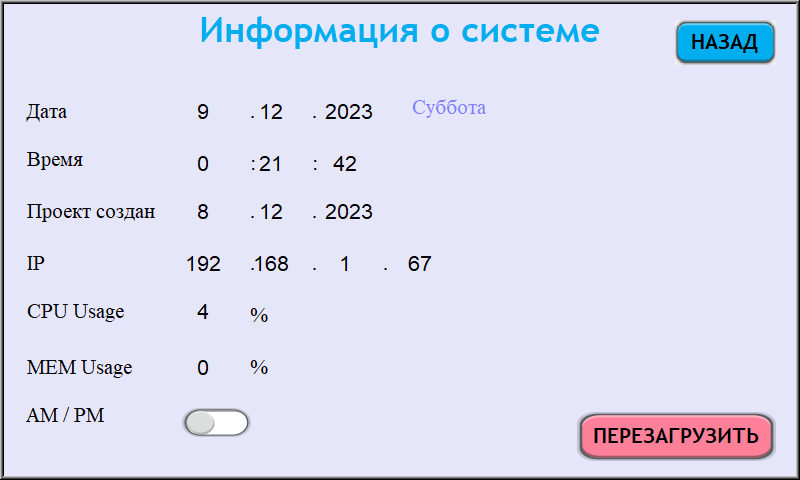 Информация о системе
НАЗАД
Дата 9 . 12 . 2023 Суббота
Время 0 : 21 : 42
Проект создан 8 . 12 . 2023
IP 192 . 168 . 1 . 67
CPU Usage 4 %
MEM Usage 0 %
AM / PM
ПЕРЕЗАГРУЗИТЬ